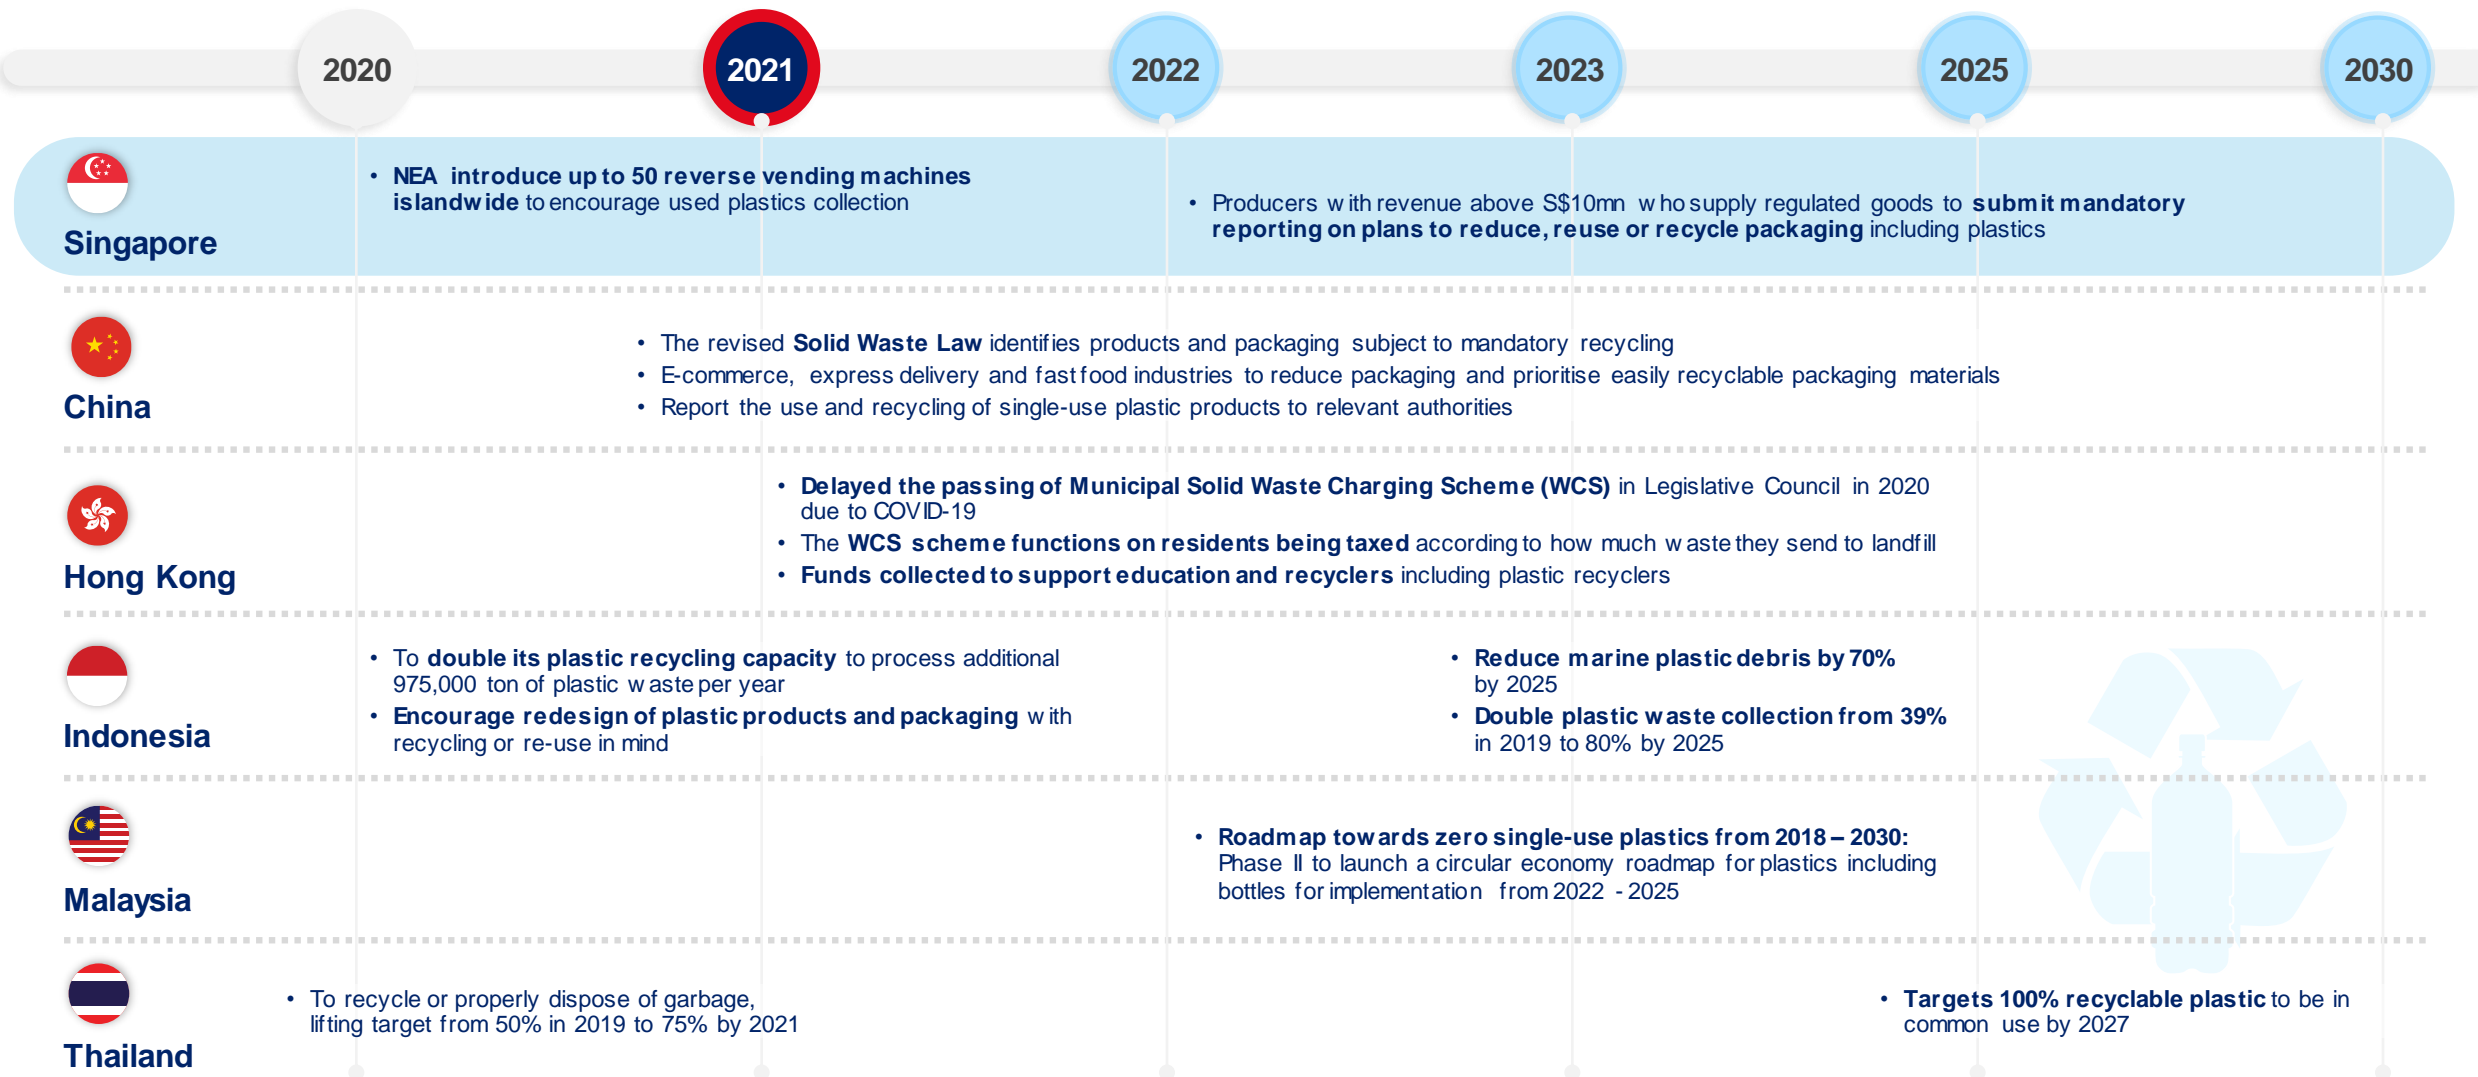 2020 2021 2022 2023 2025 2030
Singapore
• NEA introduce up to 50 reverse vending machines
islandwide to encourage used plastics collection
• Producers with revenue above S$10mn who supply regulated goods to submit mandatory
reporting on plans to reduce, reuse or recycle packaging including plastics
China
• The revised Solid Waste Law identifies products and packaging subject to mandatory recycling
• E-commerce, express delivery and fast food industries to reduce packaging and prioritise easily recyclable packaging materials
• Report the use and recycling of single-use plastic products to relevant authorities
Hong Kong
• Delayed the passing of Municipal Solid Waste Charging Scheme (WCS) in Legislative Council in 2020
due to COVID-19
• The WCS scheme functions on residents being taxed according to how much waste they send to landfill
• Funds collected to support education and recyclers including plastic recyclers
Indonesia
• To double its plastic recycling capacity to process additional
975,000 ton of plastic waste per year
• Encourage redesign of plastic products and packaging with
recycling or re-use in mind
• Reduce marine plastic debris by 70%
by 2025
• Double plastic waste collection from 39%
in 2019 to 80% by 2025
Malaysia
• Roadmap towards zero single-use plastics from 2018 – 2030:
Phase II to launch a circular economy roadmap for plastics including
bottles for implementation from 2022 - 2025
Thailand
• To recycle or properly dispose of garbage,
lifting target from 50% in 2019 to 75% by 2021
• Targets 100% recyclable plastic to be in
common use by 2027